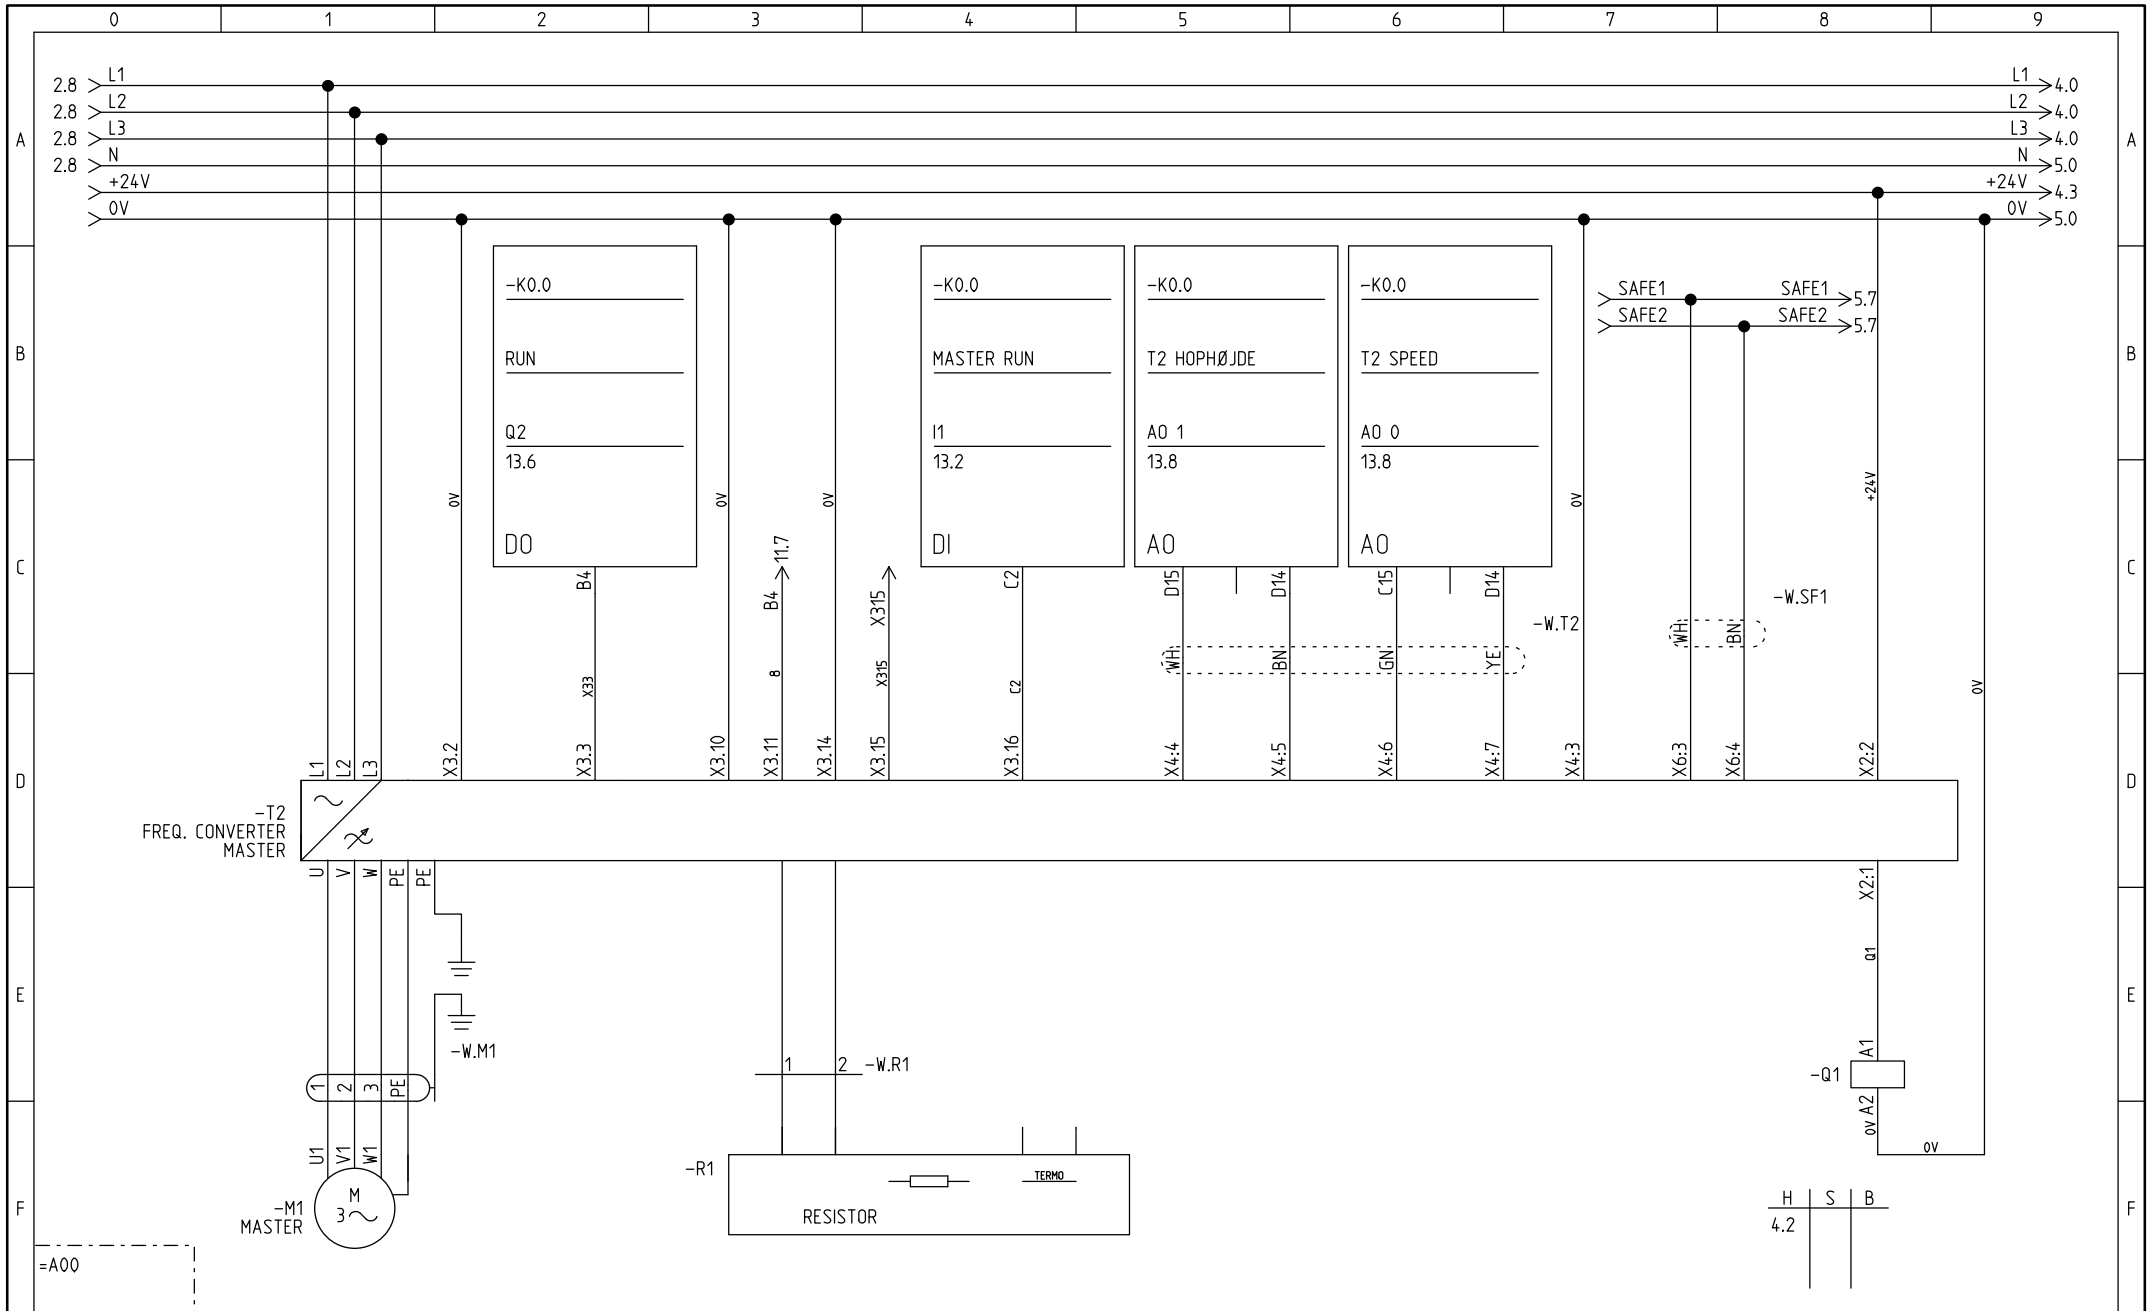 0 1 2 3 4 5 6 7 8 9
2.8 L1 L1 4.0
2.8 L2 L2 4.0
A 2.8 L3 L3 4.0 A
2.8 N N 5.0
+24V +24V 4.3
0V 0V 5.0
-K0.0 -K0.0 -K0.0 -K0.0 SAFE1 SAFE1 5.7
SAFE2 SAFE2 5.7
B RUN MASTER RUN T2 HOPHØJDE T2 SPEED B
Q2 I1 AO 1 AO 0
13.6 13.2 13.8 13.8
0V 0V 0V 0V +24V
DO 11.7 DI AO AO
C B4 B4 X315 C2 D15 D14 C15 D14 C
-W.SF1
-W.T2
WH BN
WH BN GN YE
X33 8 X315 C2 0V
L1 L2 L3 X3.2 X3.3 X3.10 X3.11 X3.14 X3.15 X3.16 X4:4 X4:5 X4:6 X4:7 X4:3 X6:3 X6:4 X2:2
D D
-T2
FREQ. CONVERTER
MASTER
U V W PE PE X2:1
Q1
E E
-W.M1
1 2 -W.R1 A1
1 2 3 PE -Q1
A2
0V 0V
U1 V1 W1
-R1 TERMO
M
3
-M1
MASTER
RESISTOR
F H S B F
4.2
=A00